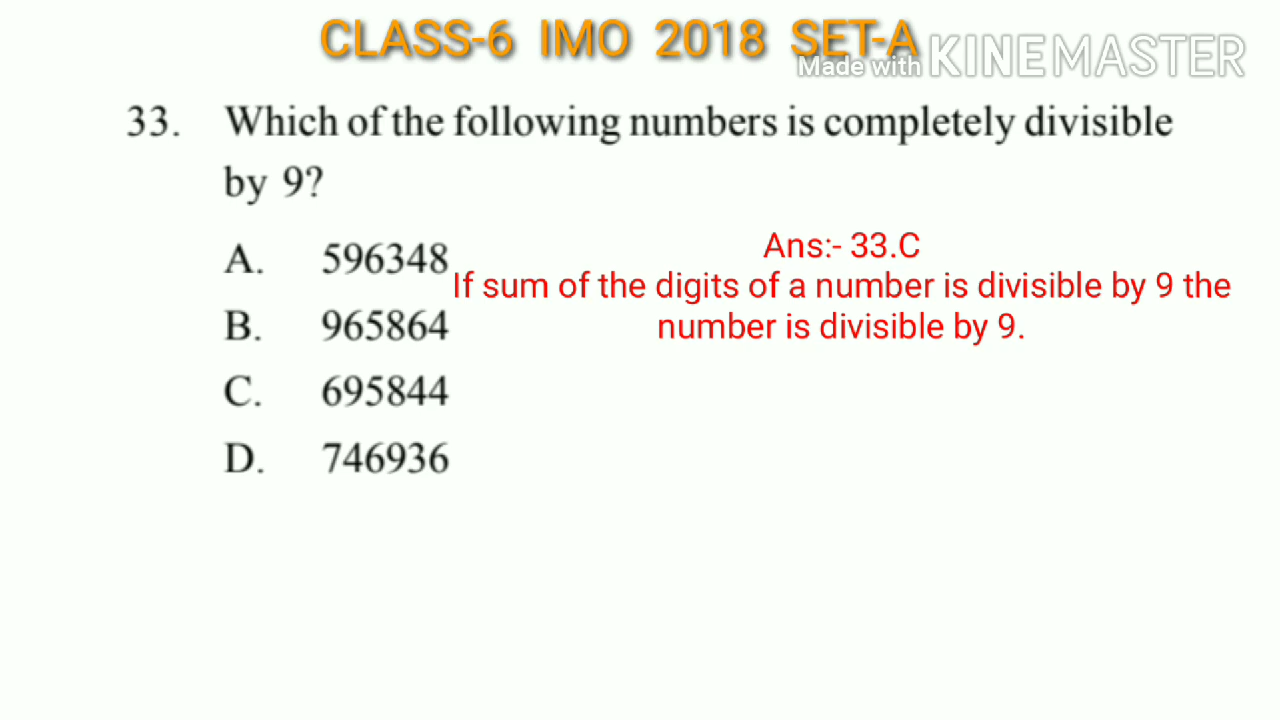 CLASS-6 IMO 2018 SET-A
Made with KINEMASTER
33. Which of the following numbers is completely divisible
by 9?
A. 596348
B. 965864
C. 695844
D. 746936
Ans:- 33.C
If sum of the digits of a number is divisible by 9 the
number is divisible by 9.